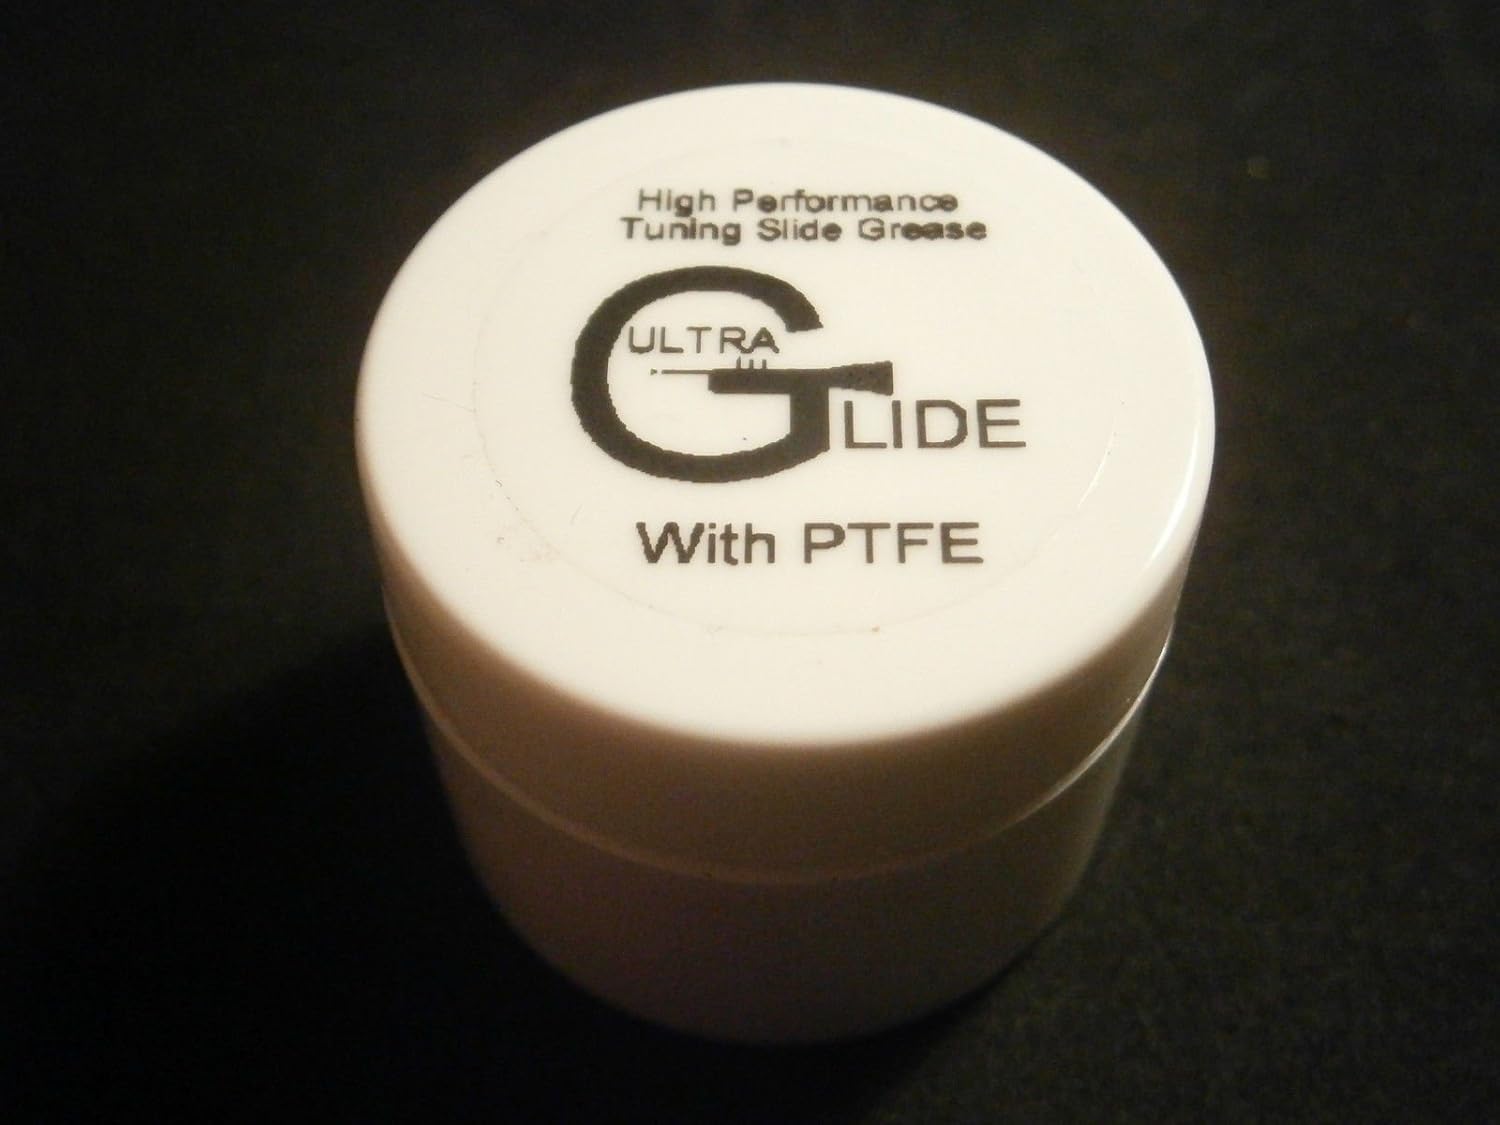 High Performance
Tuning Slide Grease
ULTRA
GLIDE
With PTFE